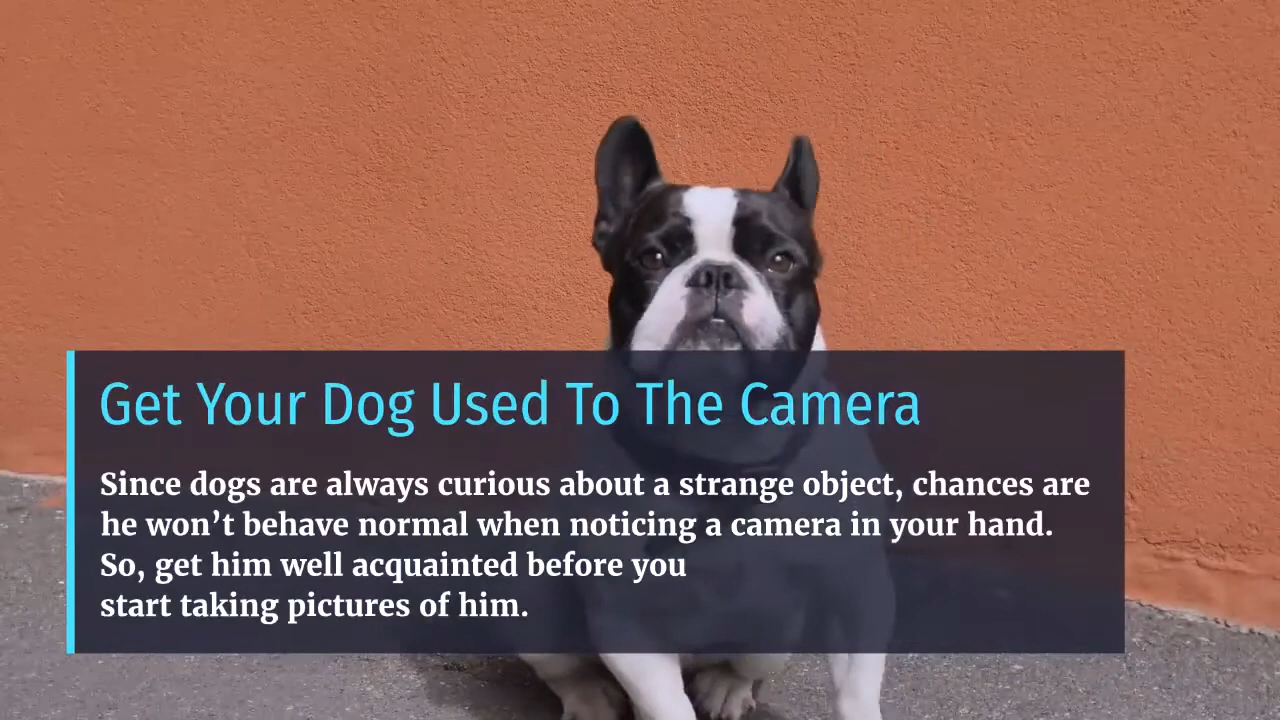 Get Your Dog Used To The Camera
Since dogs are always curious about a strange object, chances are
he won’t behave normal when noticing a camera in your hand.
So, get him well acquainted before you
start taking pictures of him.